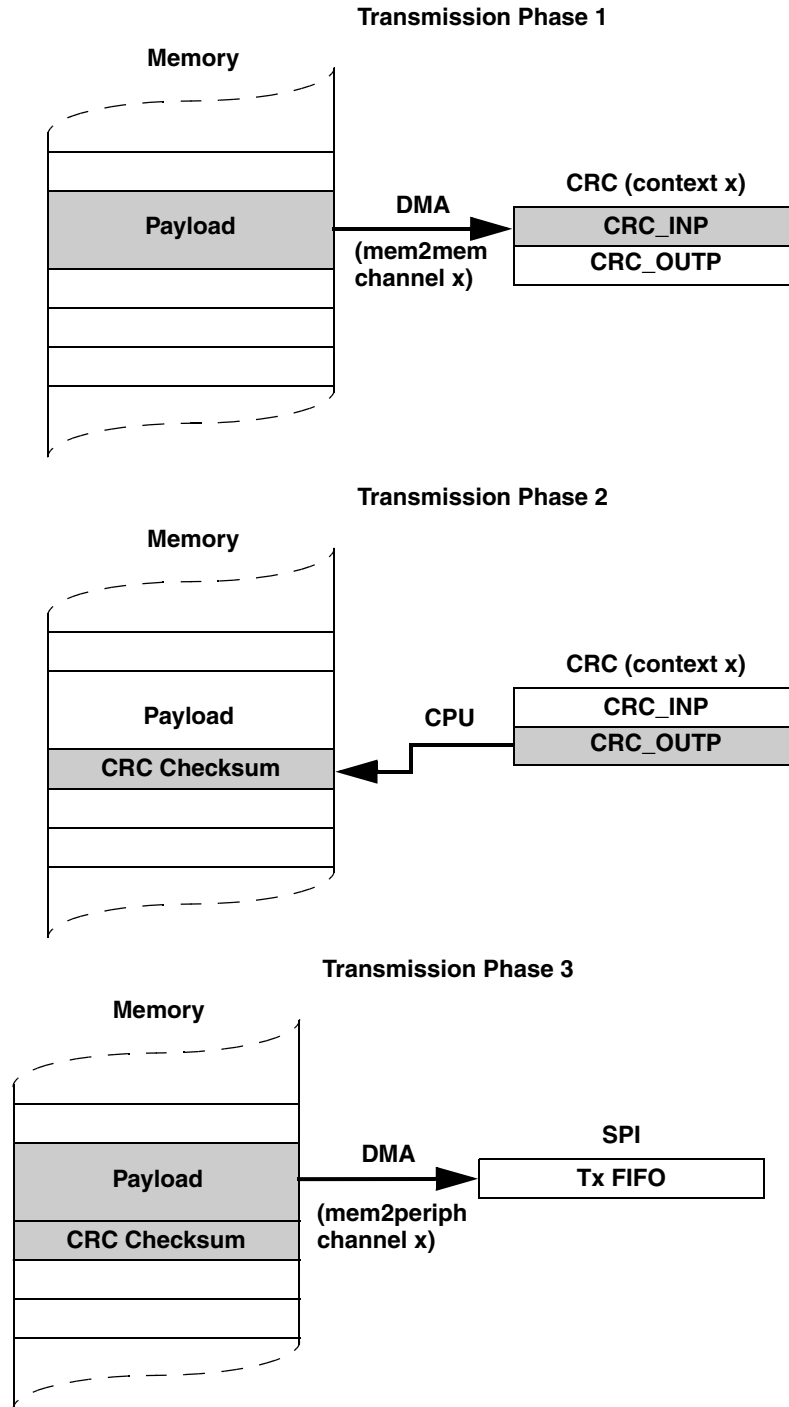 Transmission Phase 1
Memory
CRC (context x)
Payload
DMA
(mem2mem
channel x)
CRC_INP
CRC_OUTP
Transmission Phase 2
Memory
CRC (context x)
Payload
CPU
CRC_INP
CRC_OUTP
CRC Checksum
Transmission Phase 3
Memory
SPI
Payload
DMA
(mem2periph
channel x)
Tx FIFO
CRC Checksum